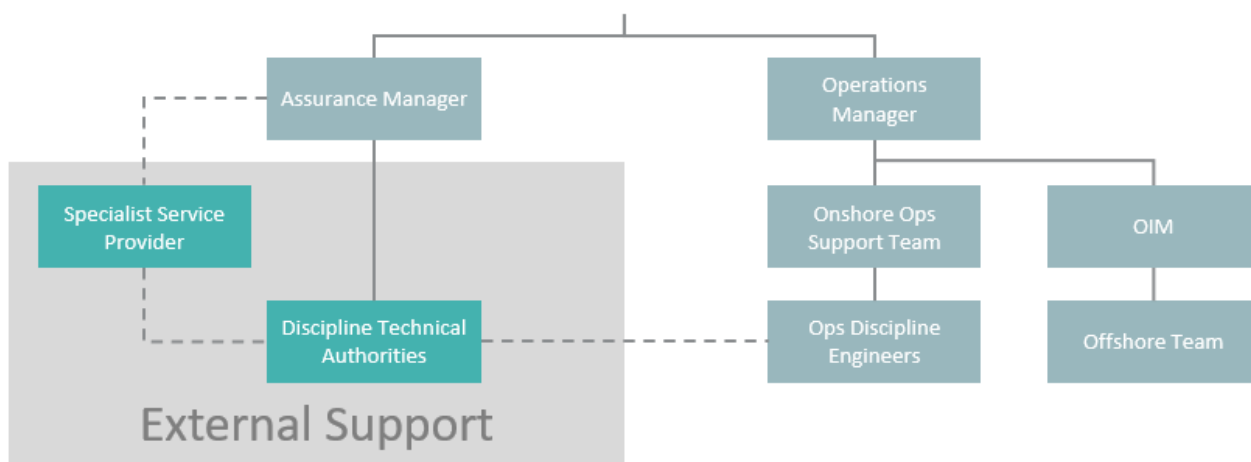 Assurance Manager
Operations
Manager
Specialist Service
Provider
Onshore Ops
Support Team
OIM
Discipline Technical
Authorities
Ops Discipline
Engineers
Offshore Team
External Support